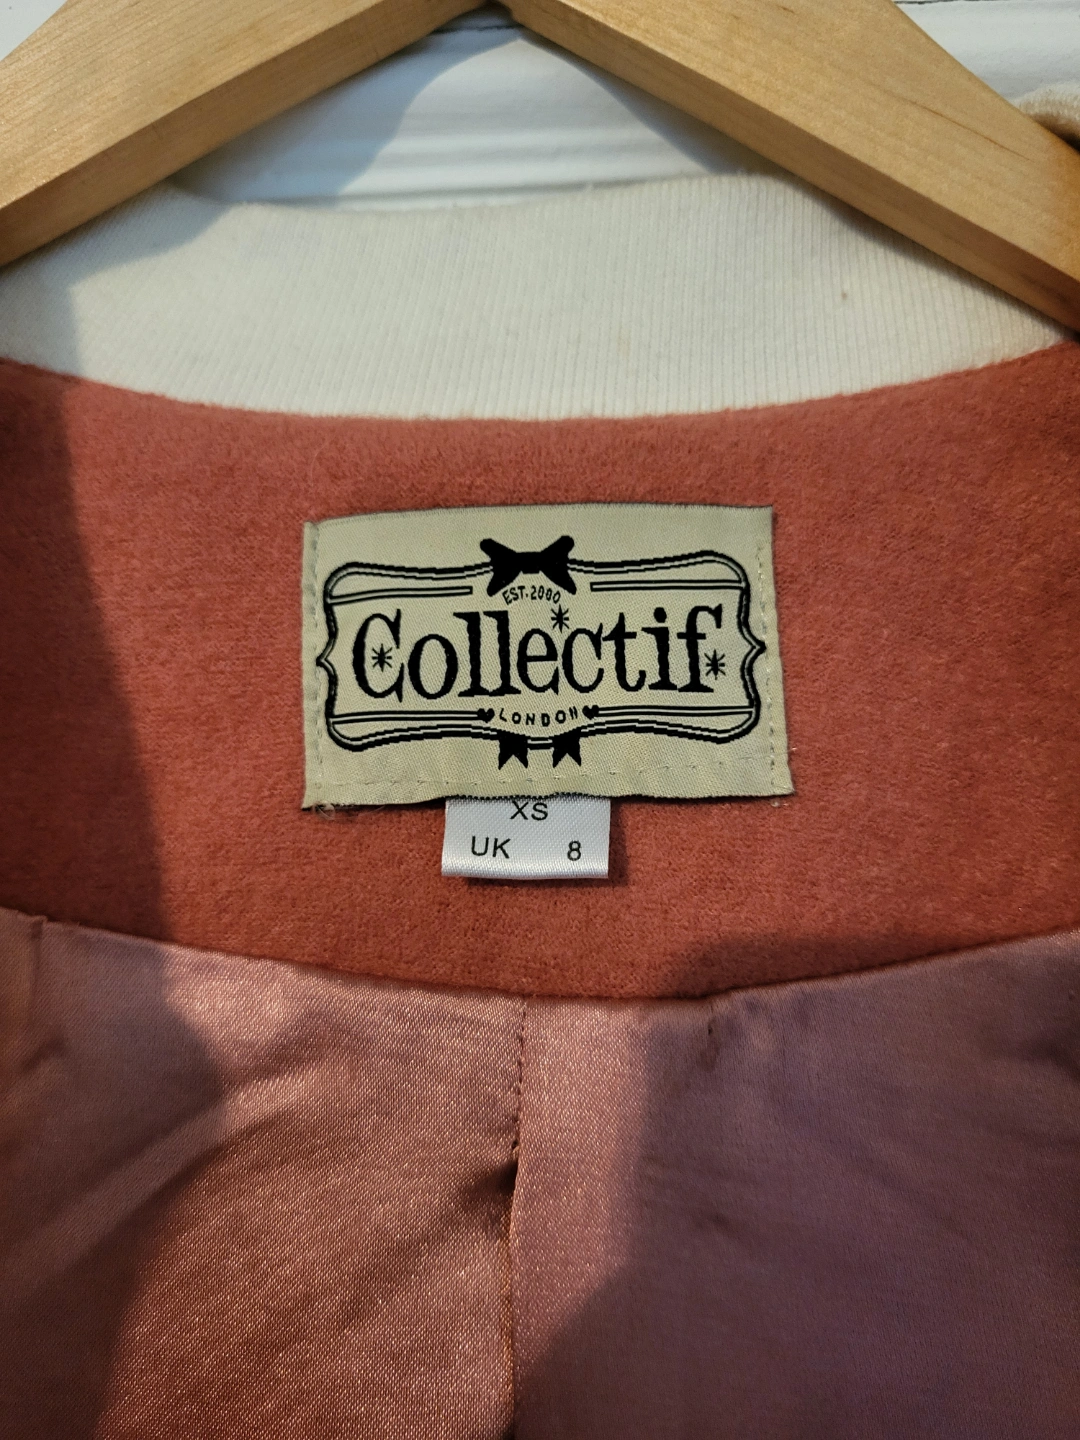 EST. 2000
Collectif
LONDON
XS
UK 8